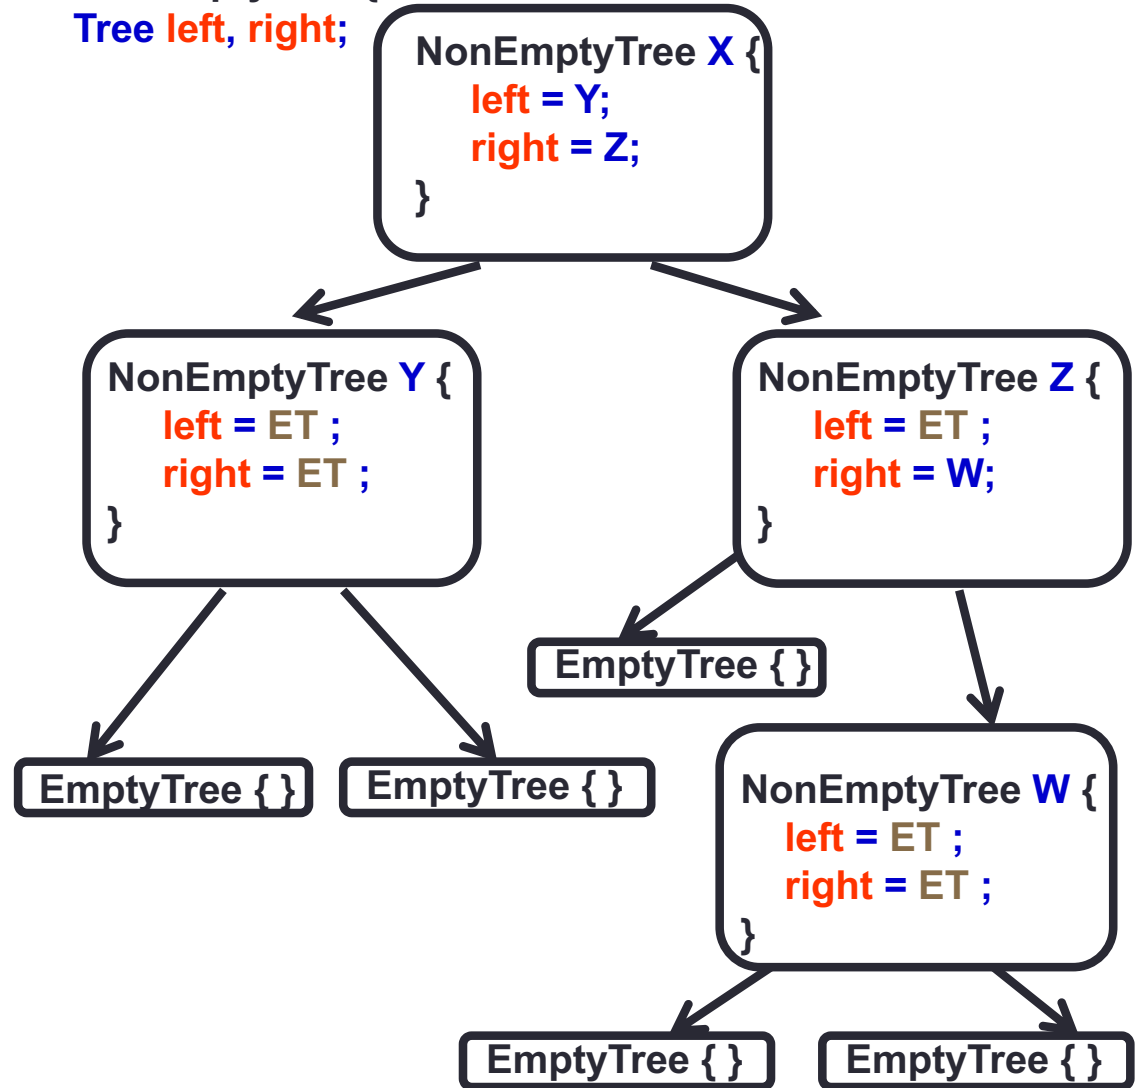 Tree left, right;
NonEmptyTree X {
left = Y;
right = Z;
}
NonEmptyTree Y {
left = ET ;
right = ET ;
}
NonEmptyTree Z {
left = ET ;
right = W;
}
EmptyTree { }
EmptyTree { }
EmptyTree { }
NonEmptyTree W {
left = ET ;
right = ET ;
}
EmptyTree { }
EmptyTree { }